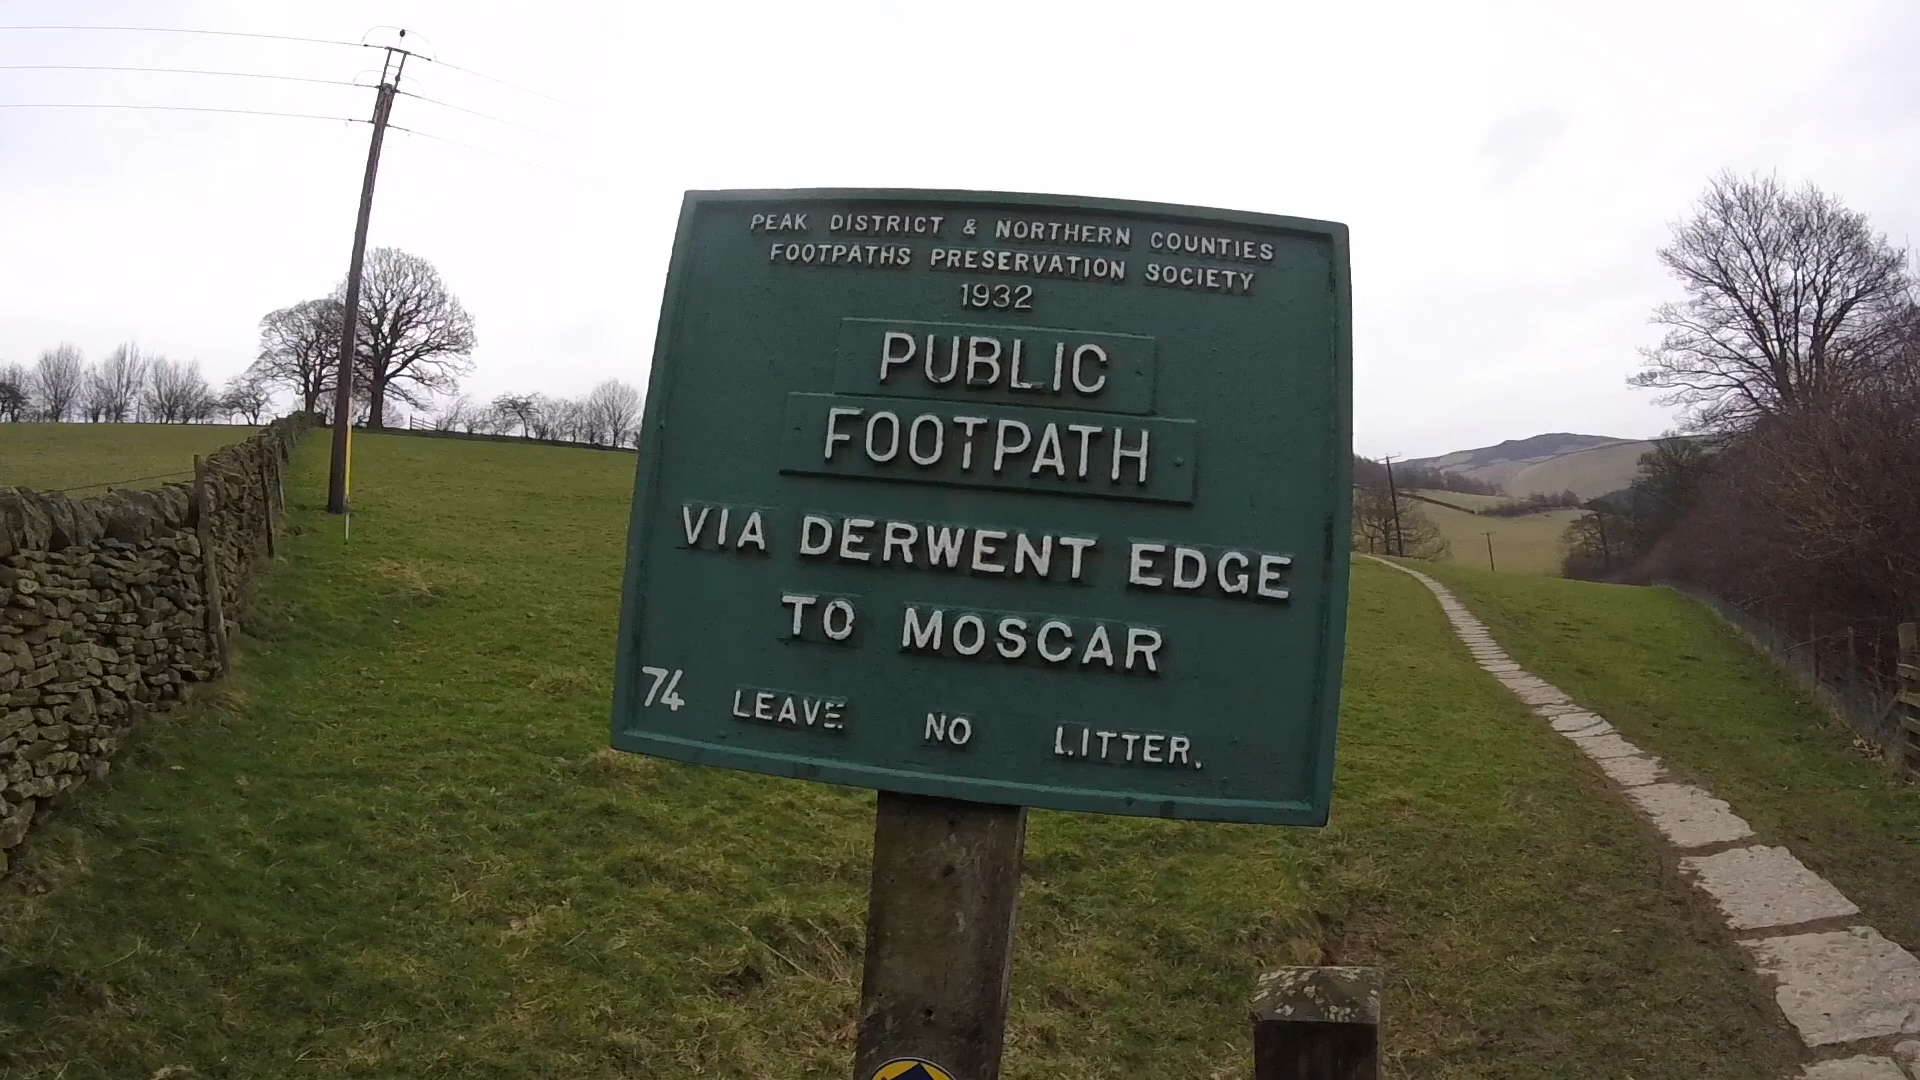 PEAK DISTRICT & NORTHERN COUNTIES
FOOTPATHS PRESERVATION SOCIETY
1932
PUBLIC
FOOTPATH
VIA DERWENT EDGE
TO MOSCAR
74 LEAVE NO LITTER.